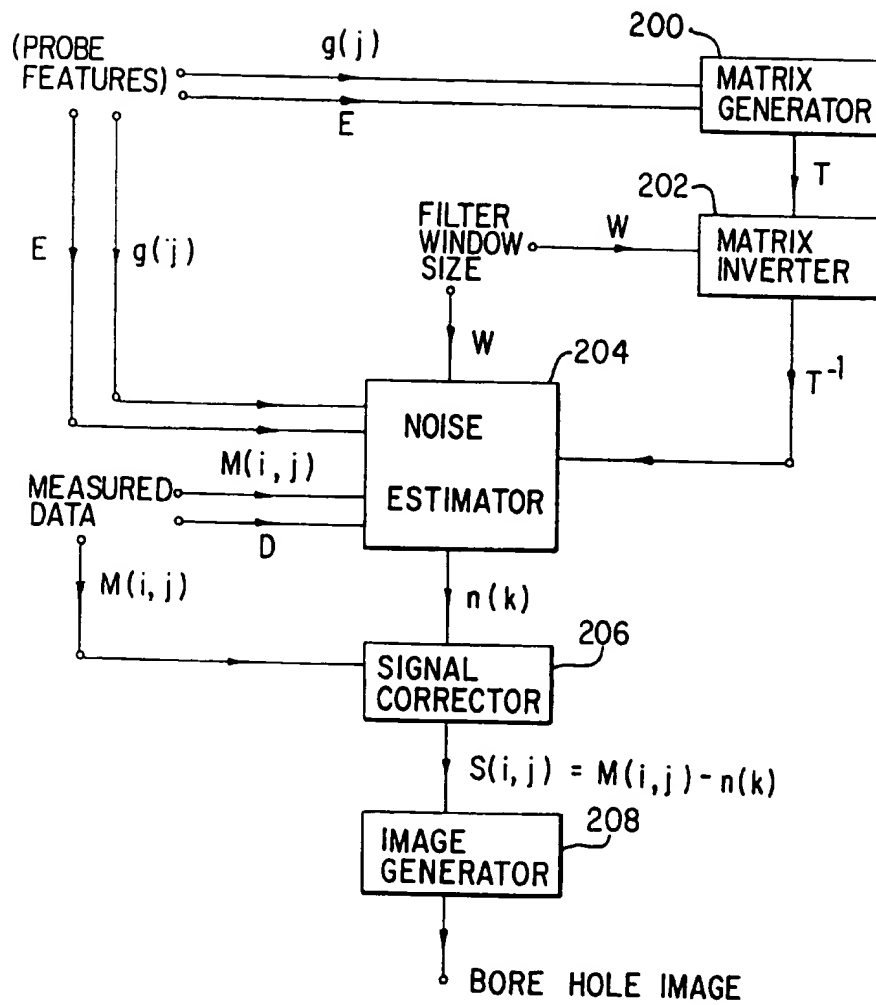 200
(PROBE
FEATURES)
g(j)
E
MATRIX
GENERATOR
T
202
E
g(j)
FILTER
WINDOW
SIZE
W
MATRIX
INVERTER
W
204
T⁻¹
NOISE
ESTIMATOR
M(i,j)
MEASURED
DATA
D
M(i,j)
n(k)
206
SIGNAL
CORRECTOR
S(i,j) = M(i,j)-n(k)
208
IMAGE
GENERATOR
BORE HOLE IMAGE